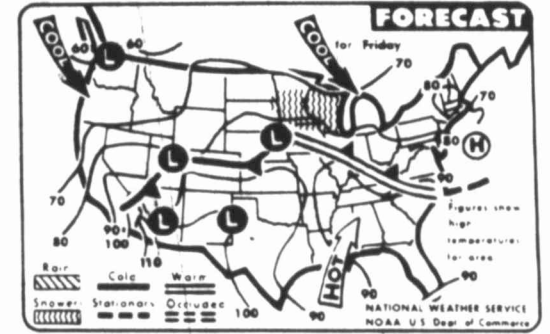 FORECAST
for Friday
COOL
COOL
60
L
60
70
80
70
80
H
L
L
90
70
80
L
L
90
100
110
Figures show
high
temperatures
for area
HOT
Rain
Cold
Warm
Showers
Stationary
Occluded
100
90
90
90
NATIONAL WEATHER SERVICE
NOAA U S Dept of Commerce